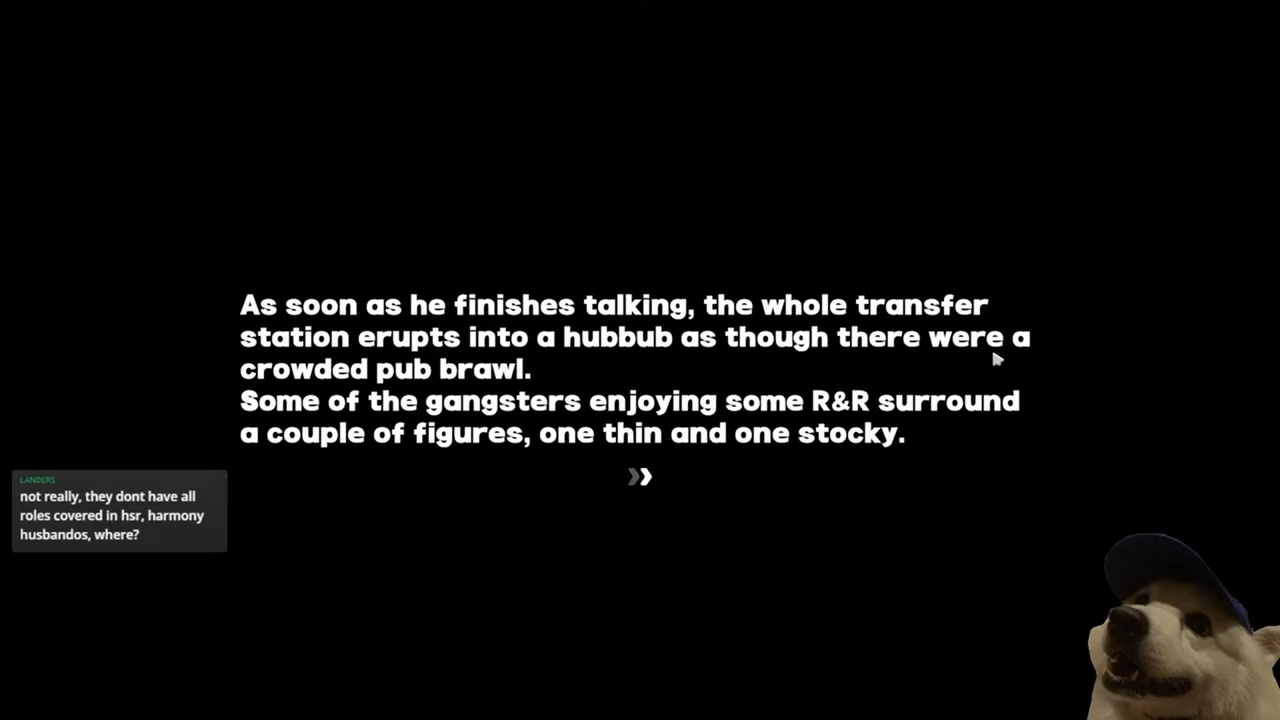 As soon as he finishes talking, the whole transfer
station erupts into a hubbub as though there were a
crowded pub brawl.
Some of the gangsters enjoying some R&R surround
a couple of figures, one thin and one stocky.
LANDERS
not really, they dont have all
roles covered in hsr, harmony
husbandos, where?